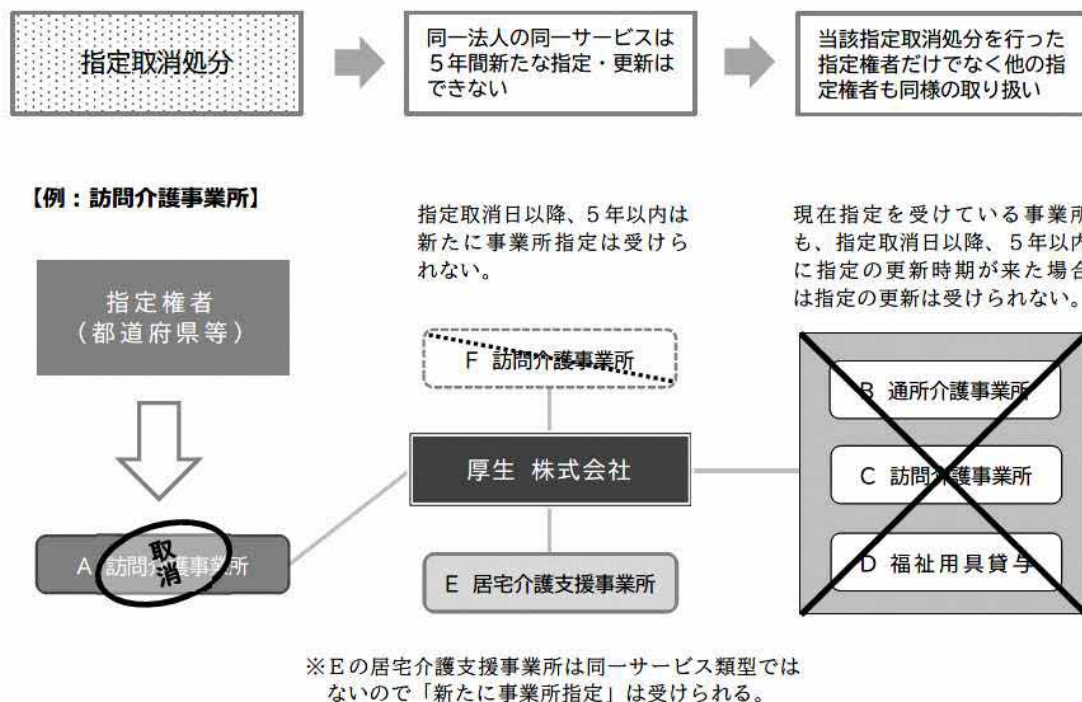 指定取消処分
同一法人の同一サービスは
５年間新たな指定・更新は
できない
当該指定取消処分を行った
指定権者だけでなく他の指
定権者も同様の取り扱い
【例：訪問介護事業所】
指定権者
（都道府県等）
A 訪問介護事業所
取消
指定取消日以降、５年以内は
新たに事業所指定は受けら
れない。
F 訪問介護事業所
厚生 株式会社
E 居宅介護支援事業所
現在指定を受けている事業所
も、指定取消日以降、５年以内
に指定の更新時期が来た場合
は指定の更新は受けられない。
B 通所介護事業所
C 訪問介護事業所
D 福祉用具貸与
※Ｅの居宅介護支援事業所は同一サービス類型では
ないので「新たに事業所指定」は受けられる。